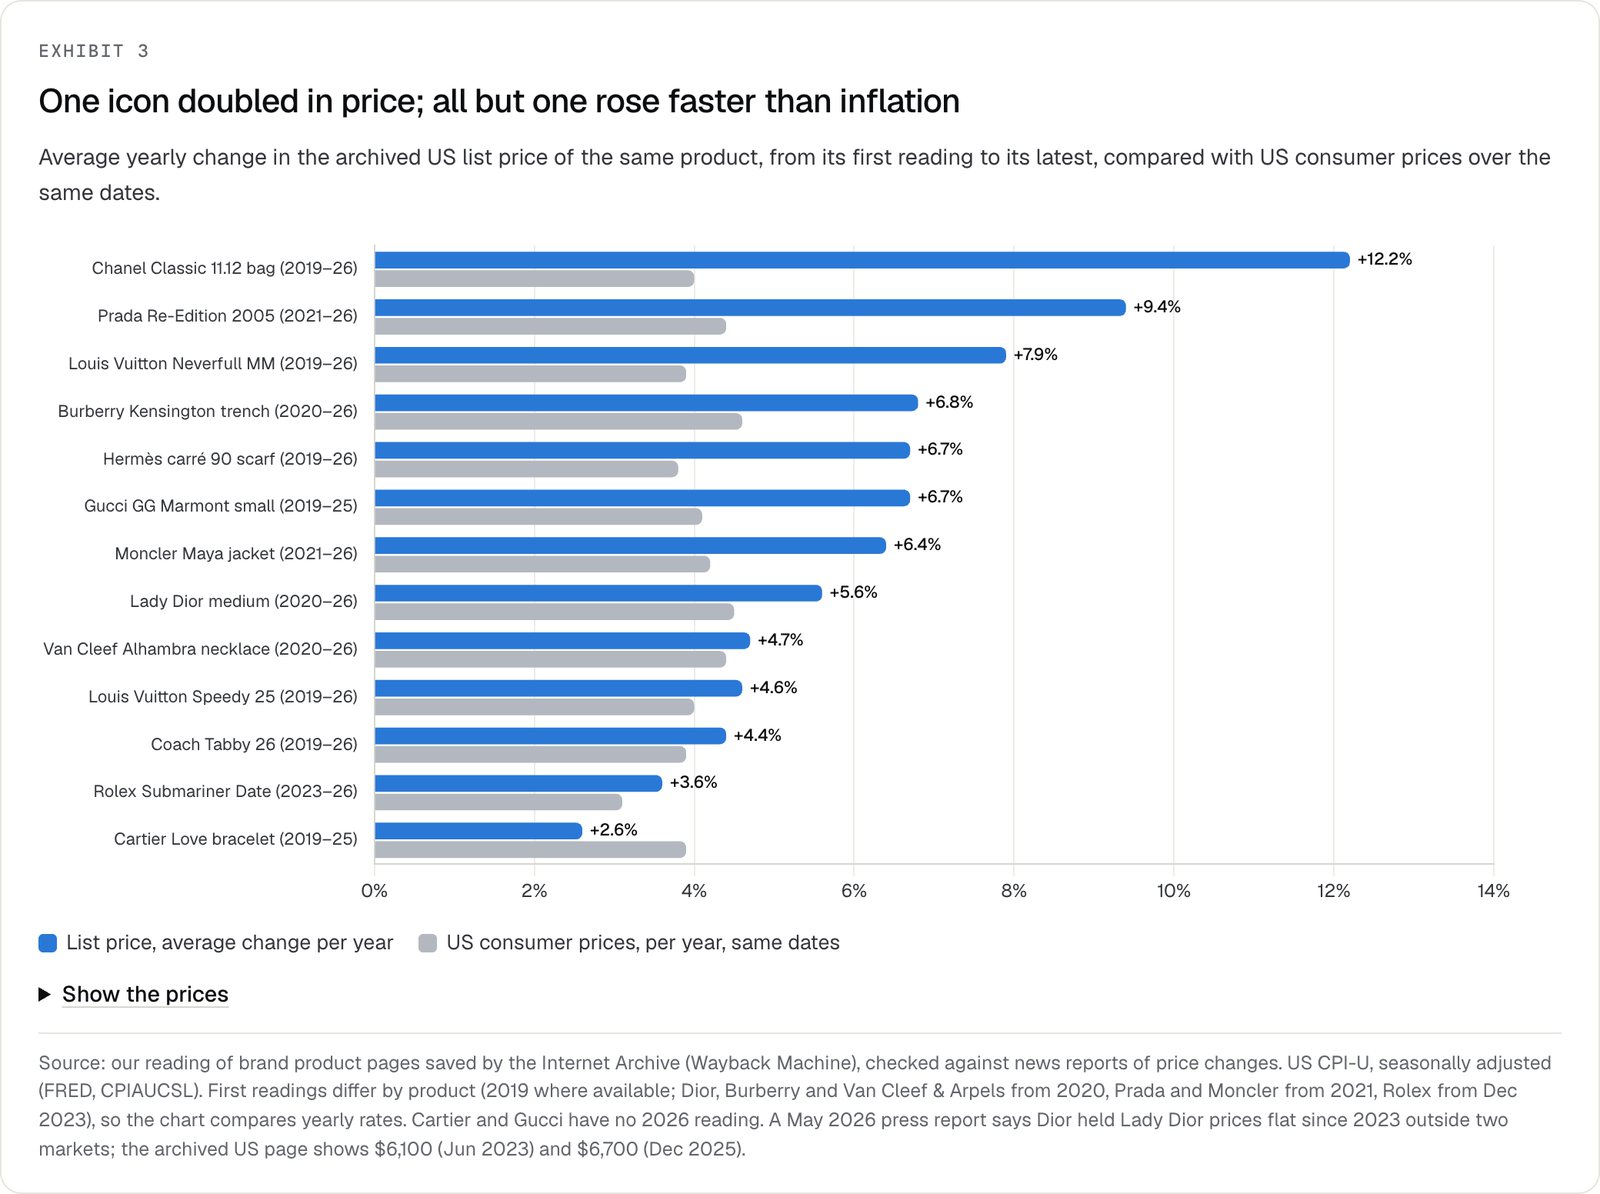 EXHIBIT 3
One icon doubled in price; all but one rose faster than inflation
Average yearly change in the archived US list price of the same product, from its first reading to its latest, compared with US consumer prices over the
same dates.
Chanel Classic 11.12 bag (2019–26) +12.2%
Prada Re-Edition 2005 (2021–26) +9.4%
Louis Vuitton Neverfull MM (2019–26) +7.9%
Burberry Kensington trench (2020–26) +6.8%
Hermès carré 90 scarf (2019–26) +6.7%
Gucci GG Marmont small (2019–25) +6.7%
Moncler Maya jacket (2021–26) +6.4%
Lady Dior medium (2020–26) +5.6%
Van Cleef Alhambra necklace (2020–26) +4.7%
Louis Vuitton Speedy 25 (2019–26) +4.6%
Coach Tabby 26 (2019–26) +4.4%
Rolex Submariner Date (2023–26) +3.6%
Cartier Love bracelet (2019–25) +2.6%
0% 2% 4% 6% 8% 10% 12% 14%
List price, average change per year US consumer prices, per year, same dates
▶ Show the prices
Source: our reading of brand product pages saved by the Internet Archive (Wayback Machine), checked against news reports of price changes. US CPI-U, seasonally adjusted
(FRED, CPIAUCSL). First readings differ by product (2019 where available; Dior, Burberry and Van Cleef & Arpels from 2020, Prada and Moncler from 2021, Rolex from Dec
2023), so the chart compares yearly rates. Cartier and Gucci have no 2026 reading. A May 2026 press report says Dior held Lady Dior prices flat since 2023 outside two
markets; the archived US page shows $6,100 (Jun 2023) and $6,700 (Dec 2025).